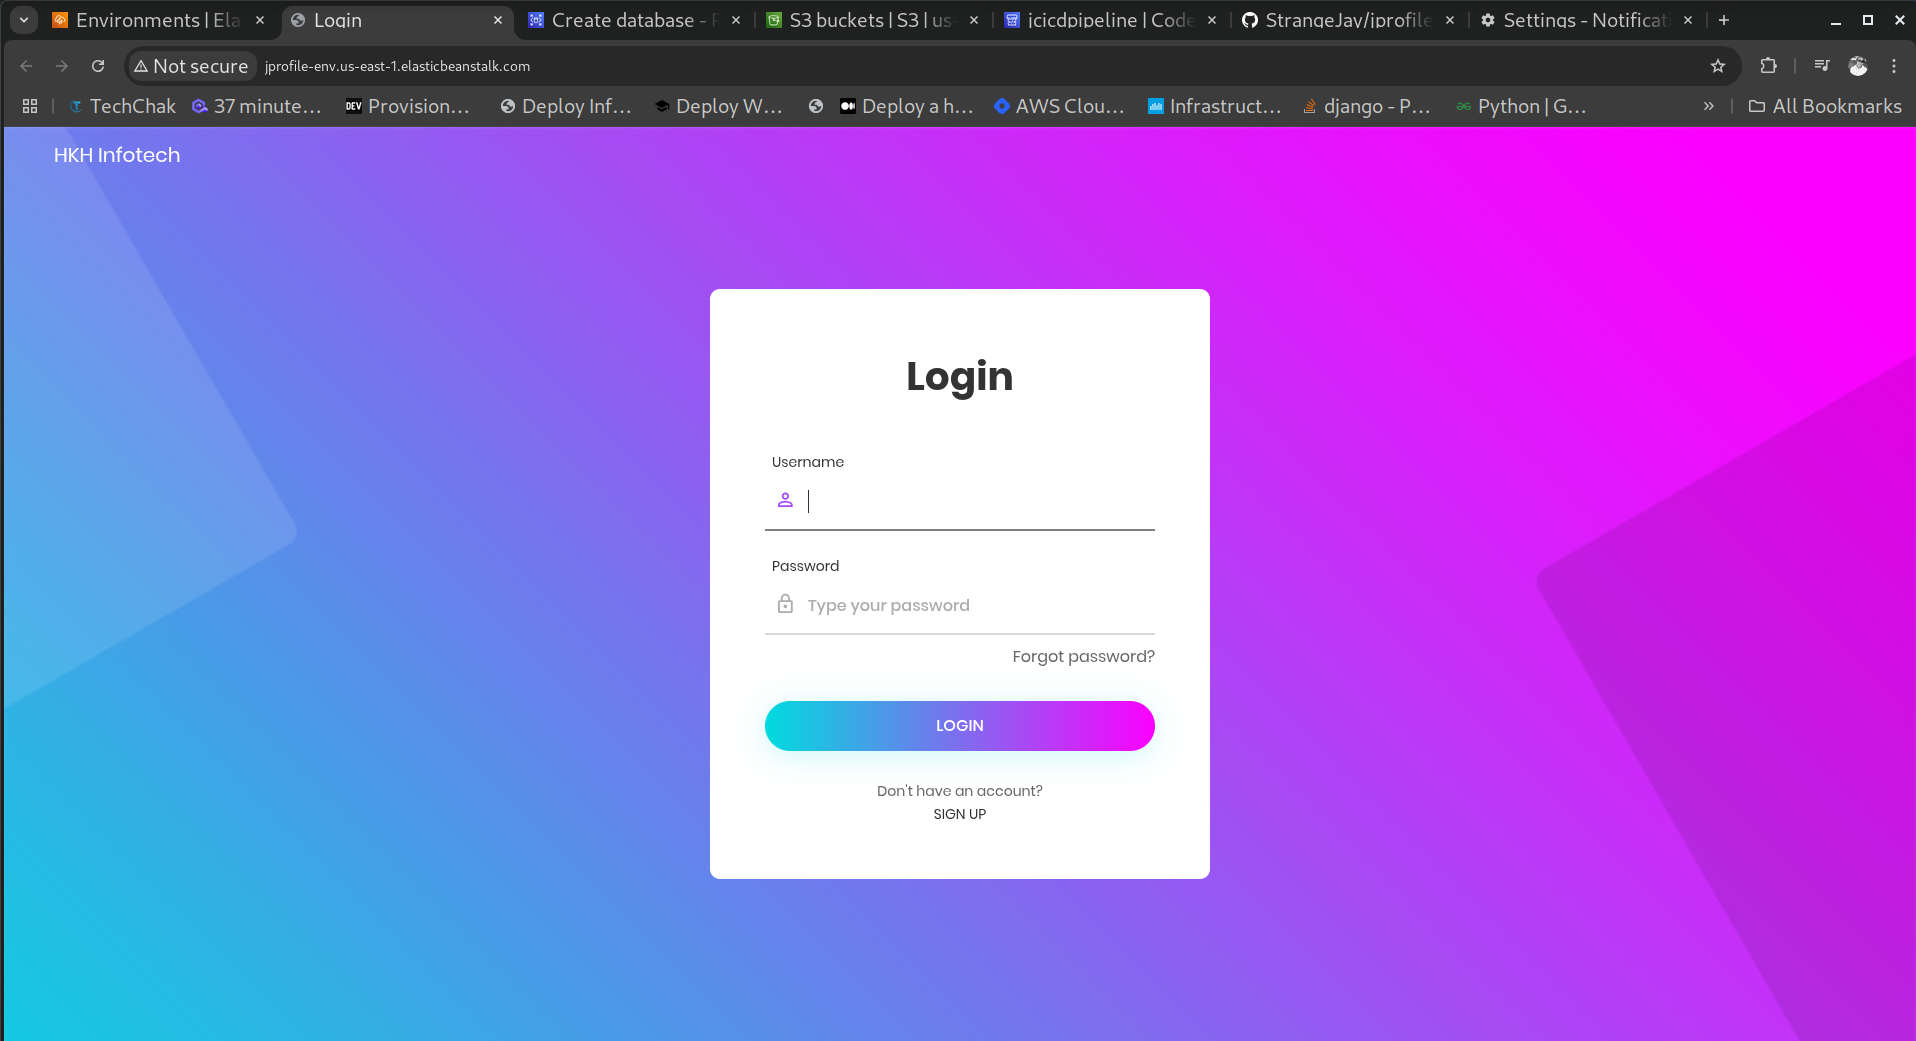 Environments | Ela
Login
Create database - R
S3 buckets | S3 | us-
jcicdpipeline | Code
StrangeJay/jprofile
Settings - Notificati
Not secure
jprofile-env.us-east-1.elasticbeanstalk.com
TechChak
37 minute...
DEV
Provision...
Deploy Inf...
Deploy W...
Deploy a h...
AWS Clou...
Infrastruct...
django - P...
Python | G...
All Bookmarks
HKH Infotech
Login
Username
Password
Type your password
Forgot password?
LOGIN
Don't have an account?
SIGN UP